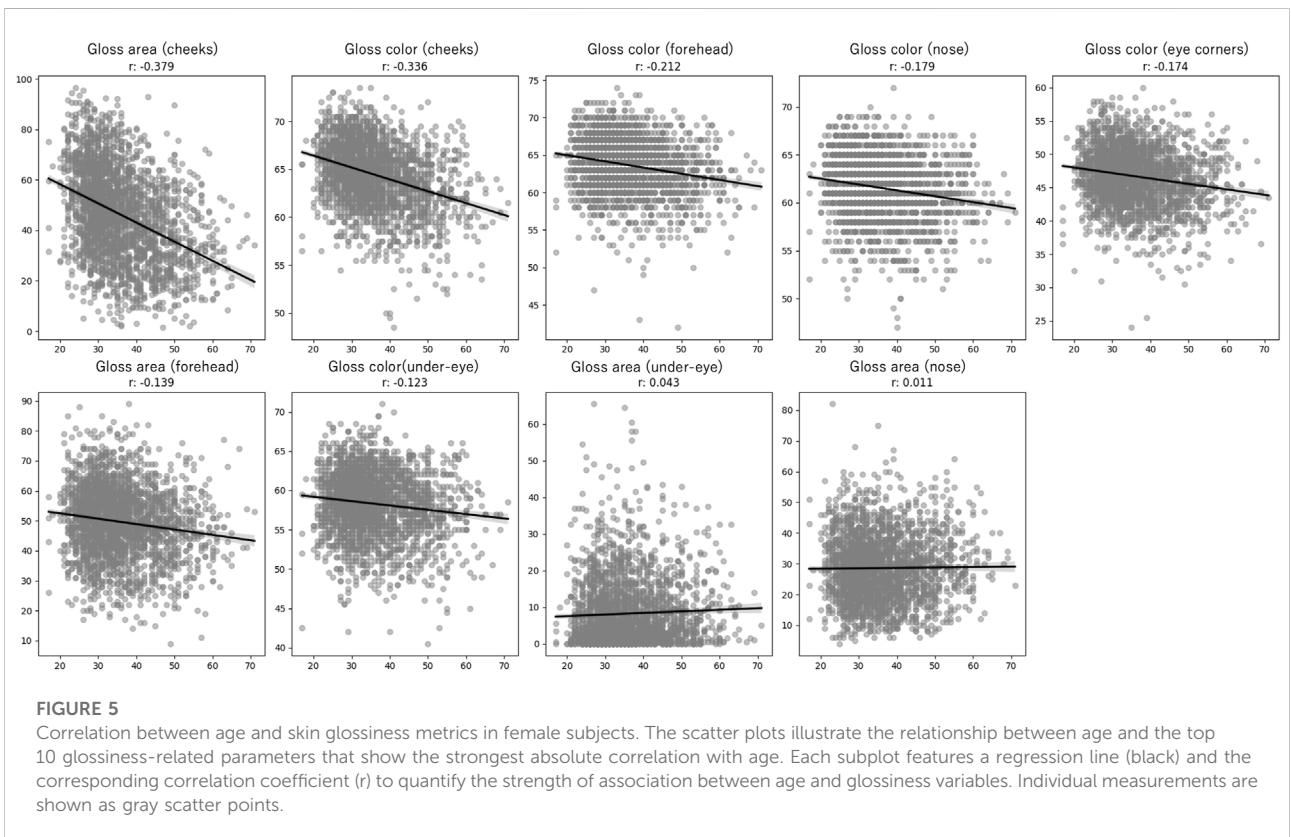 Gloss area (cheeks)
r: -0.379
100
80
60
40
20
0
20 30 40 50 60 70
Gloss color (cheeks)
r: -0.336
70
65
60
55
50
20 30 40 50 60 70
Gloss color (forehead)
r: -0.212
75
70
65
60
55
50
45
20 30 40 50 60 70
Gloss color (nose)
r: -0.179
70
65
60
55
50
20 30 40 50 60 70
Gloss color (eye corners)
r: -0.174
60
55
50
45
40
35
30
25
20 30 40 50 60 70
Gloss area (forehead)
r: -0.139
90
80
70
60
50
40
30
20
10
20 30 40 50 60 70
Gloss color(under-eye)
r: -0.123
70
65
60
55
50
45
40
20 30 40 50 60 70
Gloss area (under-eye)
r: 0.043
60
50
40
30
20
10
0
20 30 40 50 60 70
Gloss area (nose)
r: 0.011
80
70
60
50
40
30
20
10
20 30 40 50 60 70
FIGURE 5
Correlation between age and skin glossiness metrics in female subjects. The scatter plots illustrate the relationship between age and the top
10 glossiness-related parameters that show the strongest absolute correlation with age. Each subplot features a regression line (black) and the
corresponding correlation coefficient (r) to quantify the strength of association between age and glossiness variables. Individual measurements are
shown as gray scatter points.